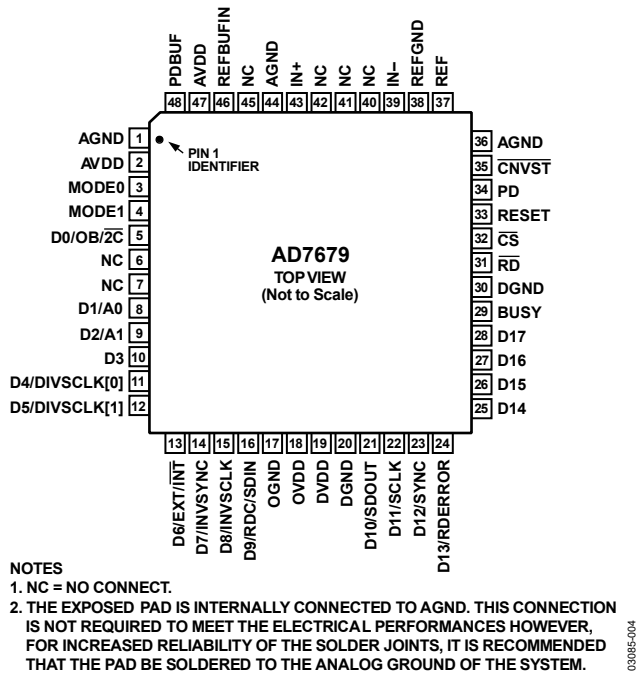 PDBUF
AVDD
REFBUFIN
NC
AGND
IN+
NC
NC
NC
IN–
REFGND
REF
48 47 46 45 44 43 42 41 40 39 38 37
AGND 1
AVDD 2
MODE0 3
MODE1 4
D0/OB/2C 5
NC 6
NC 7
D1/A0 8
D2/A1 9
D3 10
D4/DIVSCLK[0] 11
D5/DIVSCLK[1] 12
PIN 1
IDENTIFIER
AD7679
TOP VIEW
(Not to Scale)
36 AGND
35 CNVST
34 PD
33 RESET
32 CS
31 RD
30 DGND
29 BUSY
28 D17
27 D16
26 D15
25 D14
13 14 15 16 17 18 19 20 21 22 23 24
D6/EXT/INT
D7/INVSYNC
D8/INVSCLK
D9/RDC/SDIN
OGND
OVDD
DVDD
DGND
D10/SDOUT
D11/SCLK
D12/SYNC
D13/RDERROR
NOTES
1. NC = NO CONNECT.
2. THE EXPOSED PAD IS INTERNALLY CONNECTED TO AGND. THIS CONNECTION
IS NOT REQUIRED TO MEET THE ELECTRICAL PERFORMANCES HOWEVER,
FOR INCREASED RELIABILITY OF THE SOLDER JOINTS, IT IS RECOMMENDED
THAT THE PAD BE SOLDERED TO THE ANALOG GROUND OF THE SYSTEM.
03085-004